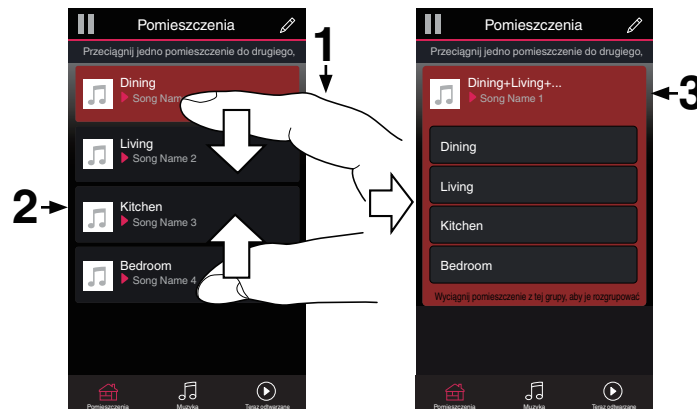 Pomieszczenia
Przeciągnij jedno pomieszczenie do drugiego,
1
Dining
Song Nam
Living
Song Name 2
2
Kitchen
Song Name 3
Bedroom
Song Name 4
Pomieszczenia
Muzyka
Teraz odtwarzane
Pomieszczenia
Przeciągnij jedno pomieszczenie do drugiego,
Dining+Living+...
Song Name 1
3
Dining
Living
Kitchen
Bedroom
Wyciągnij pomieszczenie z tej grupy, aby je rozgrupować
Pomieszczenia
Muzyka
Teraz odtwarzane